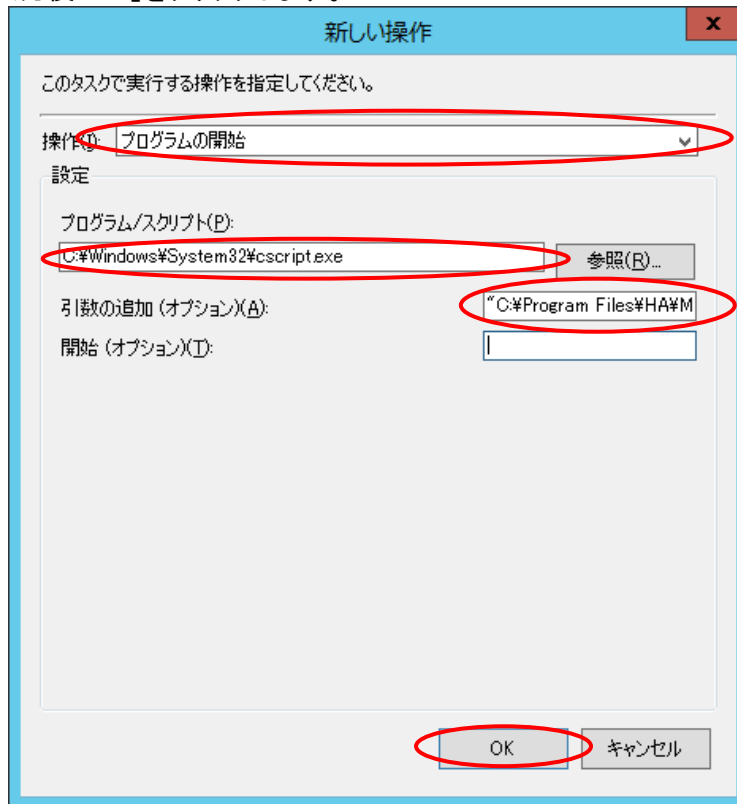 新しい操作
x
このタスクで実行する操作を指定してください。
操作(I): プログラムの開始
設定
プログラム/スクリプト(P):
C:¥Windows¥System32¥cscript.exe
参照(R)...
引数の追加 (オプション)(A): "C:¥Program Files¥HA¥M
開始 (オプション)(T):
OK キャンセル